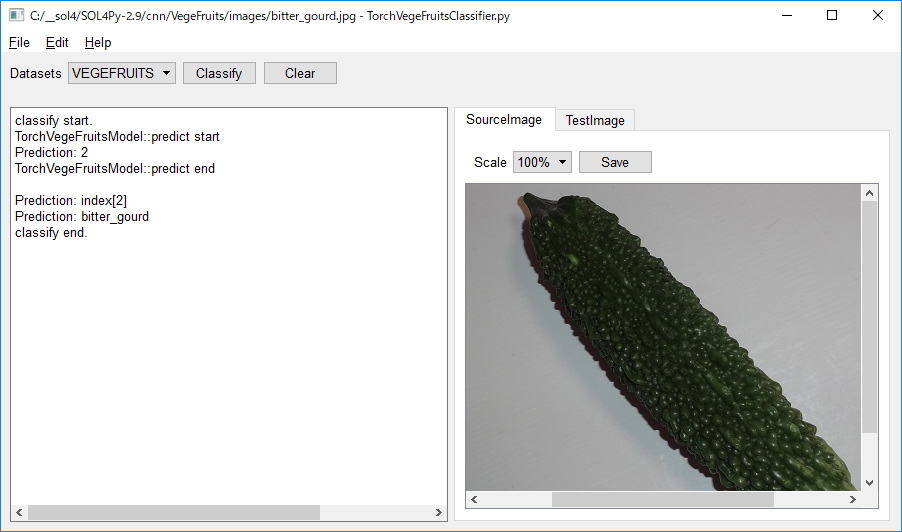 C:/__sol4/SOL4Py-2.9/cnn/VegeFruits/images/bitter_gourd.jpg - TorchVegeFruitsClassifier.py
File Edit Help
Datasets VEGEFRUITS Classify Clear
classify start.
TorchVegeFruitsModel::predict start
Prediction: 2
TorchVegeFruitsModel::predict end
Prediction: index[2]
Prediction: bitter_gourd
classify end.
SourceImage TestImage
Scale 100% Save